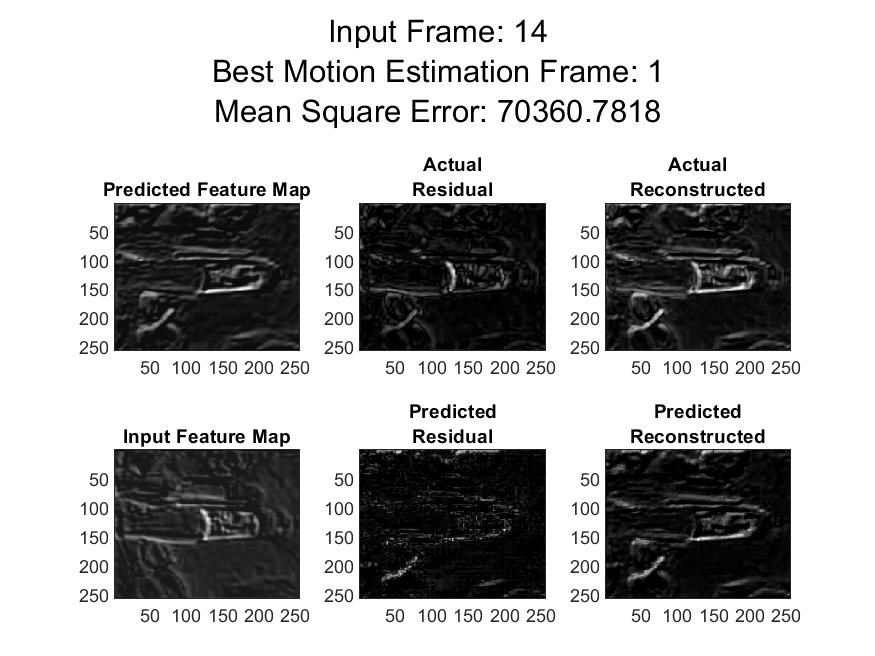 Input Frame: 14
Best Motion Estimation Frame: 1
Mean Square Error: 70360.7818
Predicted Feature Map
Actual
Residual
Actual
Reconstructed
50
100
150
200
250
50 100 150 200 250
50
100
150
200
250
50 100 150 200 250
50
100
150
200
250
50 100 150 200 250
Input Feature Map
Predicted
Residual
Predicted
Reconstructed
50
100
150
200
250
50 100 150 200 250
50
100
150
200
250
50 100 150 200 250
50
100
150
200
250
50 100 150 200 250